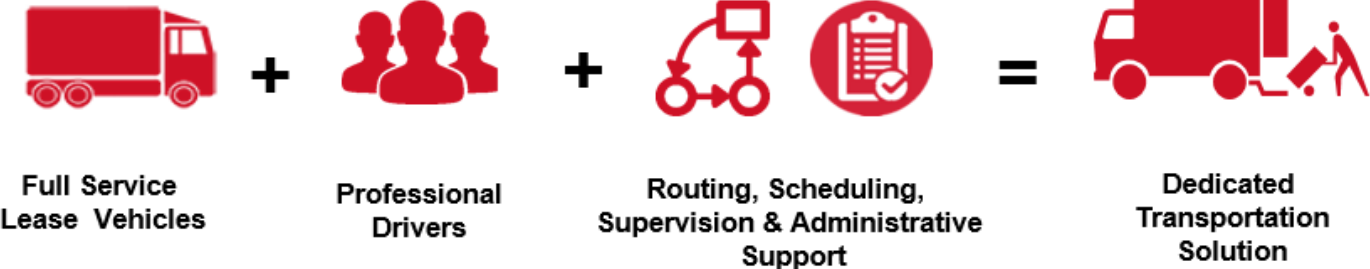 + + =
Full Service
Lease Vehicles
Professional
Drivers
Routing, Scheduling,
Supervision & Administrative
Support
Dedicated
Transportation
Solution